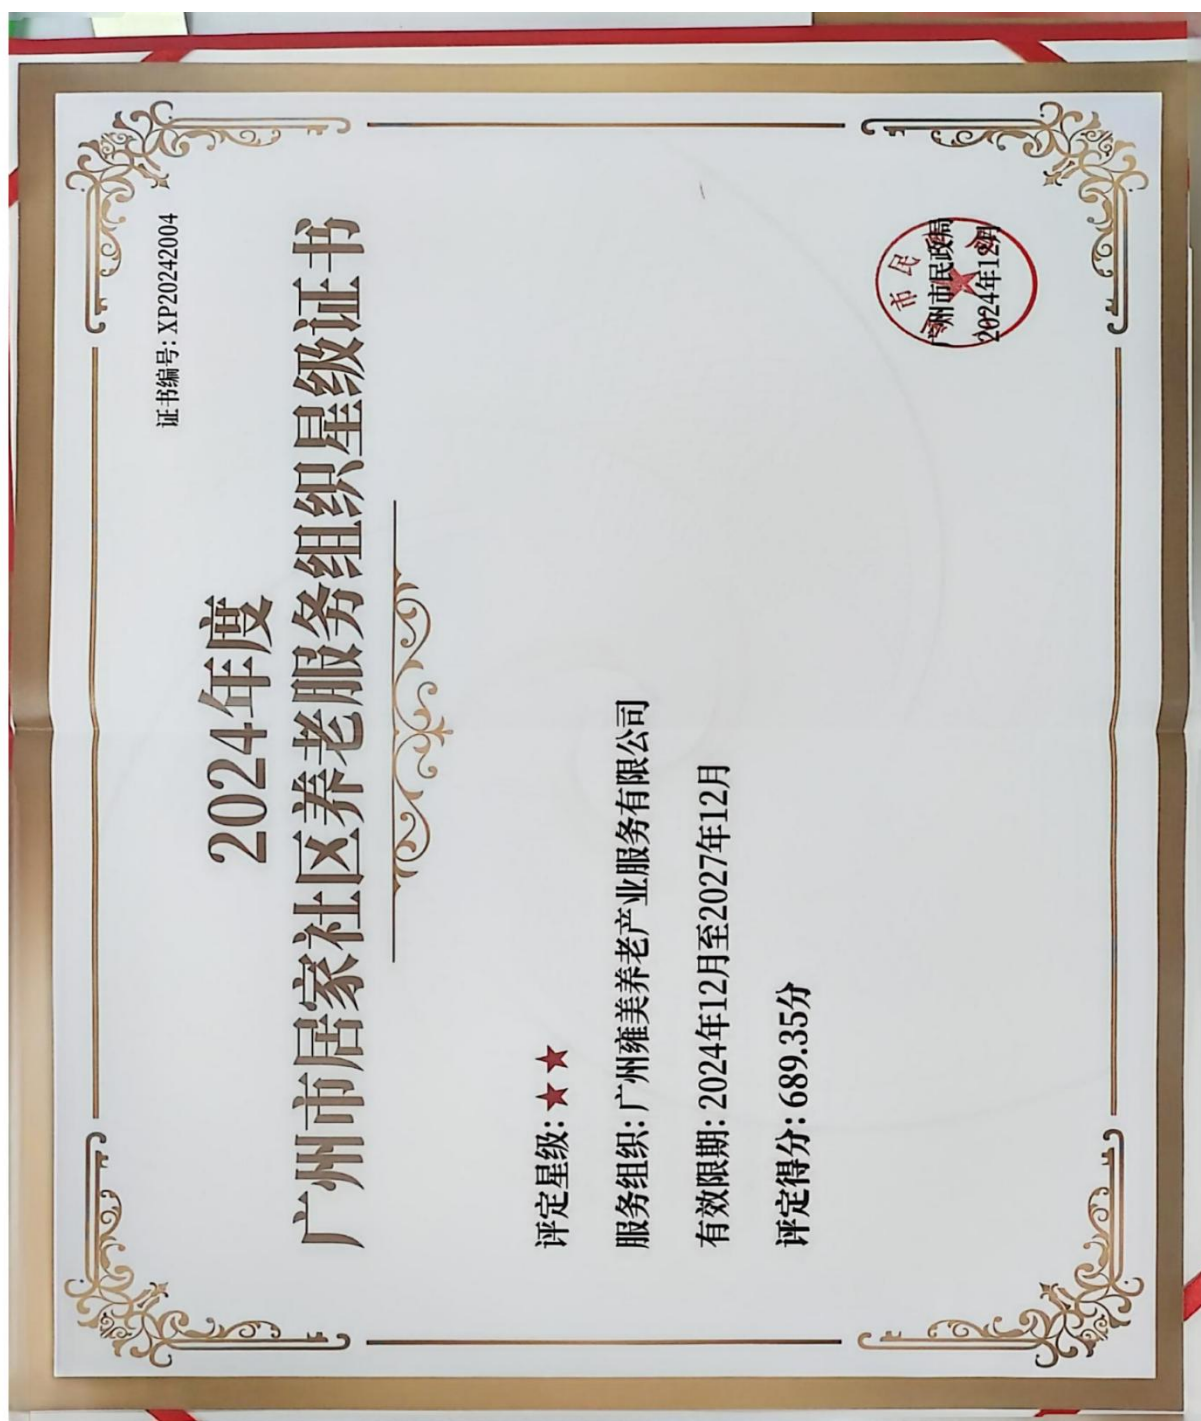 证书编号: XP20242004
2024年度
广州市居家社区养老服务组织星级证书
评定星级: ★★
服务组织: 广州雍美养老产业服务有限公司
有效限期: 2024年12月至2027年12月
评定得分: 689.35分
广州市民政局
2024年12月